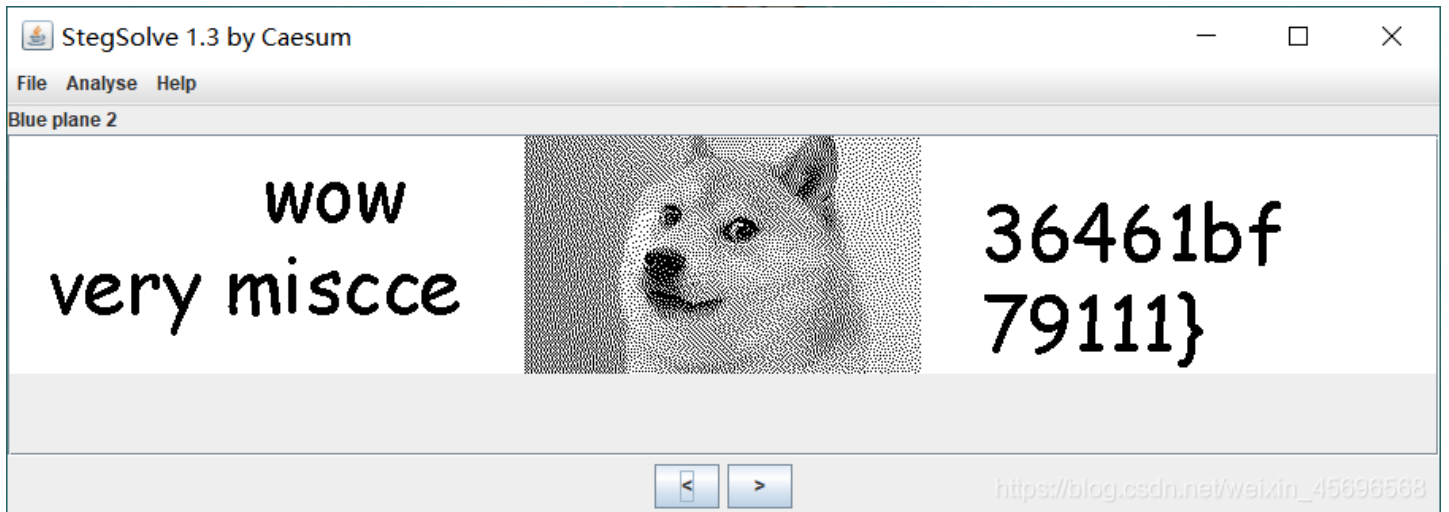 StegSolve 1.3 by Caesum
File Analyse Help
Blue plane 2
wow
very miscce
36461bf
79111}
< >
https://blog.csdn.net/weixin_45696568